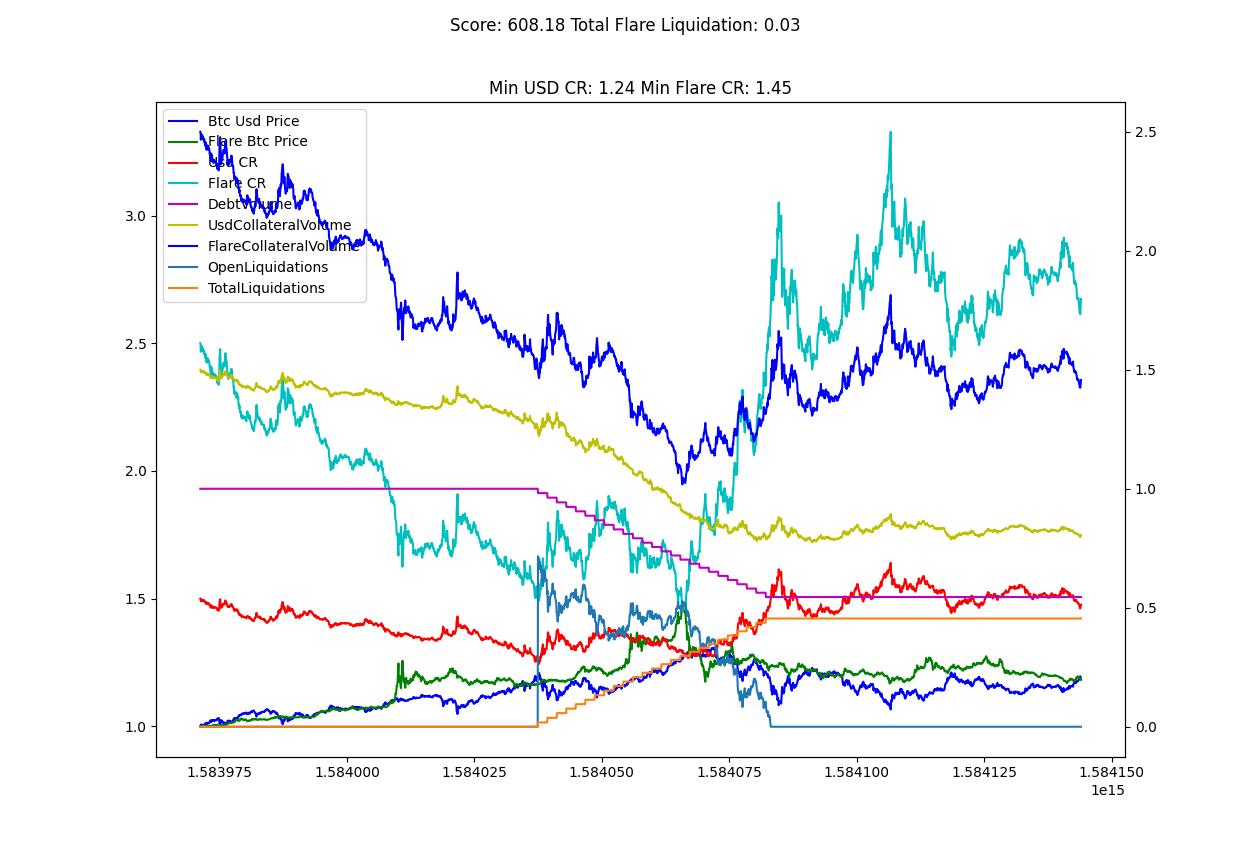 Score: 608.18 Total Flare Liquidation: 0.03
Min USD CR: 1.24 Min Flare CR: 1.45
Btc Usd Price
Flare Btc Price
Usd CR
Flare CR
DebtVolume
UsdCollateralVolume
FlareCollateralVolume
OpenLiquidations
TotalLiquidations
3.0
2.5
2.0
1.5
1.0
2.5
2.0
1.5
1.0
0.5
0.0
1.583975
1.584000
1.584025
1.584050
1.584075
1.584100
1.584125
1.584150
1e15